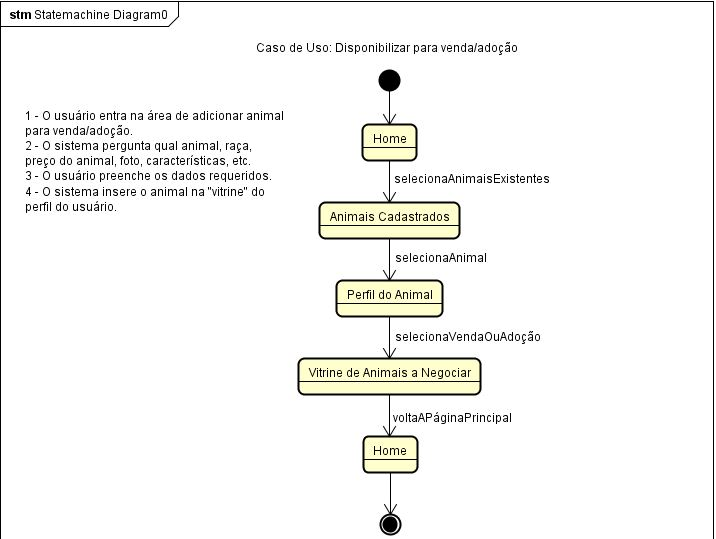 stm Statemachine Diagram0
Caso de Uso: Disponibilizar para venda/adoção
1 - O usuário entra na área de adicionar animal
para venda/adoção.
2 - O sistema pergunta qual animal, raça,
preço do animal, foto, características, etc.
3 - O usuário preenche os dados requeridos.
4 - O sistema insere o animal na "vitrine" do
perfil do usuário.
Home
selecionaAnimaisExistentes
Animais Cadastrados
selecionaAnimal
Perfil do Animal
selecionaVendaOuAdoção
Vitrine de Animais a Negociar
voltaAPáginaPrincipal
Home